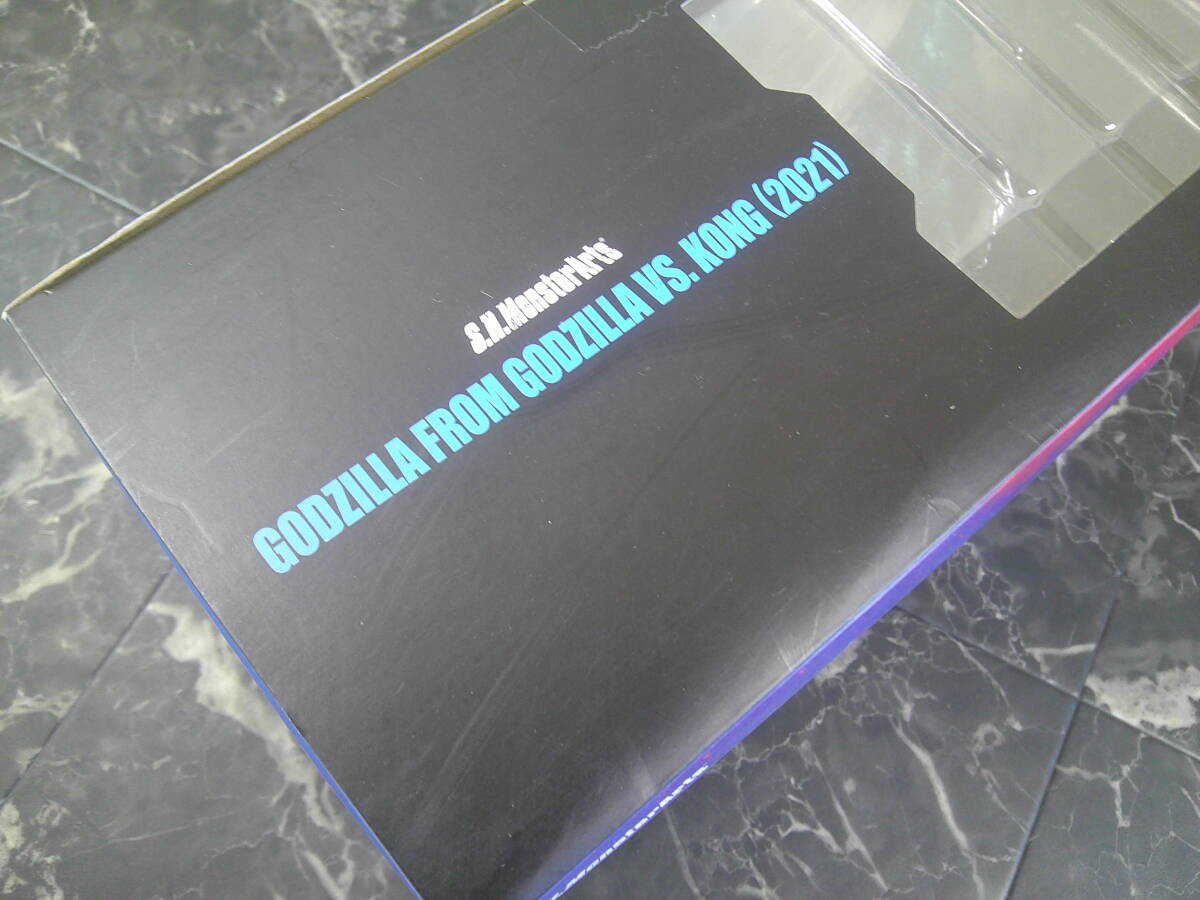 S.H.MonsterArts
GODZILLA FROM GODZILLA VS. KONG (2021)